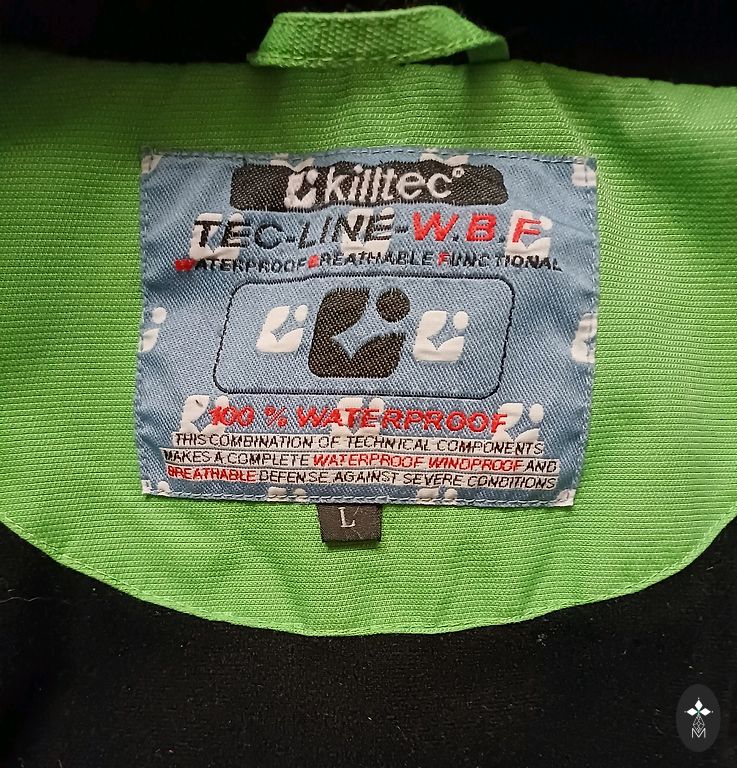 killtec®
TEC-LINE-W.B.F
WATERPROOF BREATHABLE FUNCTIONAL
100 % WATERPROOF
THIS COMBINATION OF TECHNICAL COMPONENTS
MAKES A COMPLETE WATERPROOF WINDPROOF AND
BREATHABLE DEFENSE AGAINST SEVERE CONDITIONS
L
M